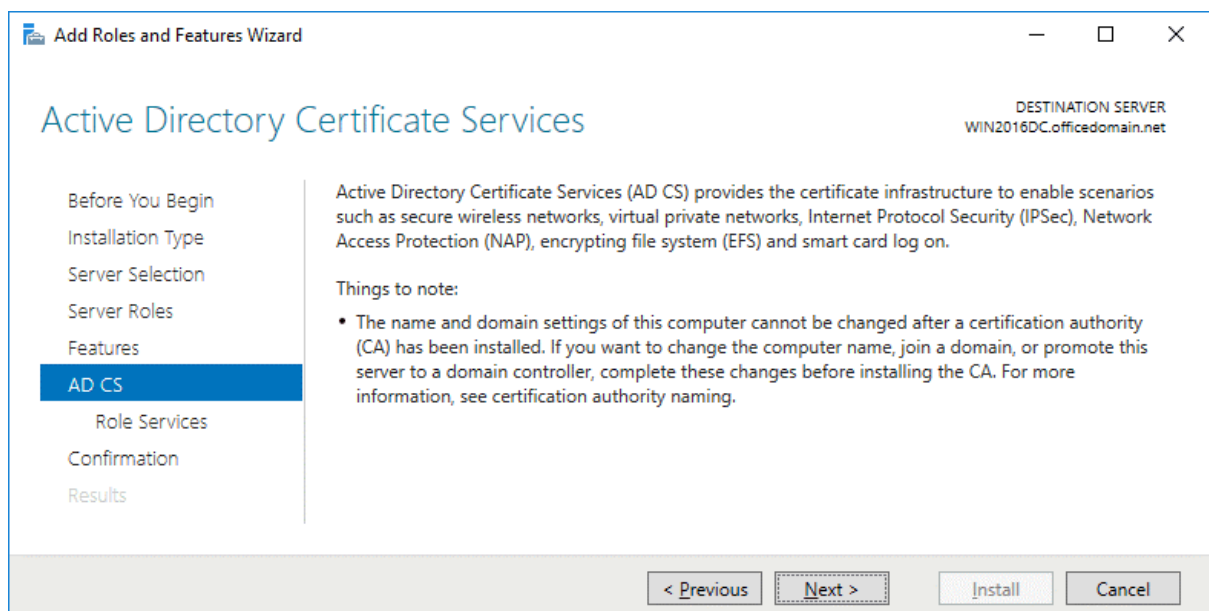 Add Roles and Features Wizard
Active Directory Certificate Services
DESTINATION SERVER
WIN2016DC.officedomain.net
Before You Begin
Installation Type
Server Selection
Server Roles
Features
AD CS
Role Services
Confirmation
Results
Active Directory Certificate Services (AD CS) provides the certificate infrastructure to enable scenarios
such as secure wireless networks, virtual private networks, Internet Protocol Security (IPSec), Network
Access Protection (NAP), encrypting file system (EFS) and smart card log on.
Things to note:
• The name and domain settings of this computer cannot be changed after a certification authority
(CA) has been installed. If you want to change the computer name, join a domain, or promote this
server to a domain controller, complete these changes before installing the CA. For more
information, see certification authority naming.
< Previous
Next >
Install
Cancel